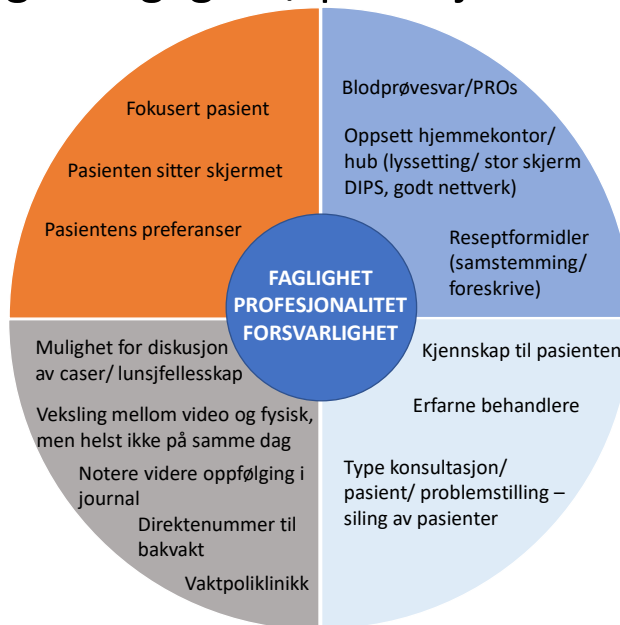 Fokusert pasient
Pasienten sitter skjermet
Pasientens preferanser
Blodprøvesvar/PROs
Oppsett hjemmekontor/
hub (lyssetting/ stor skjerm
DIPS, godt nettverk)
Reseptformidler
(samstemming/
foreskrive)
FAGLIGHET
PROFESJONALITET
FORSVARLIGHET
Mulighet for diskusjon
av caser/ lunsjfellesskap
Veksling mellom video og fysisk,
men helst ikke på samme dag
Notere videre oppfølging i
journal
Direktenummer til
bakvakt
Vaktpoliklinikk
Kjennskap til pasienten
Erfarne behandlere
Type konsultasjon/
pasient/ problemstilling –
siling av pasienter